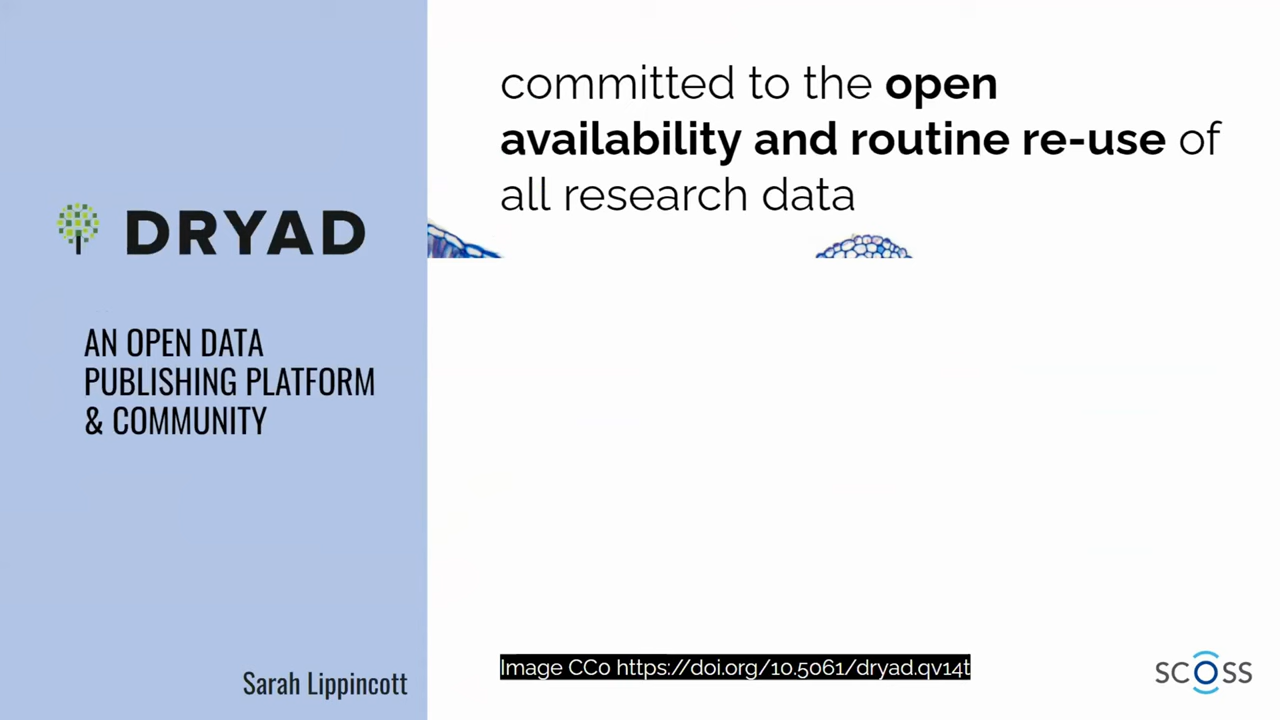 DRYAD
AN OPEN DATA
PUBLISHING PLATFORM
& COMMUNITY
Sarah Lippincott
committed to the open
availability and routine re-use of
all research data
Image CC0 https://doi.org/10.5061/dryad.qv14t
SCOSS